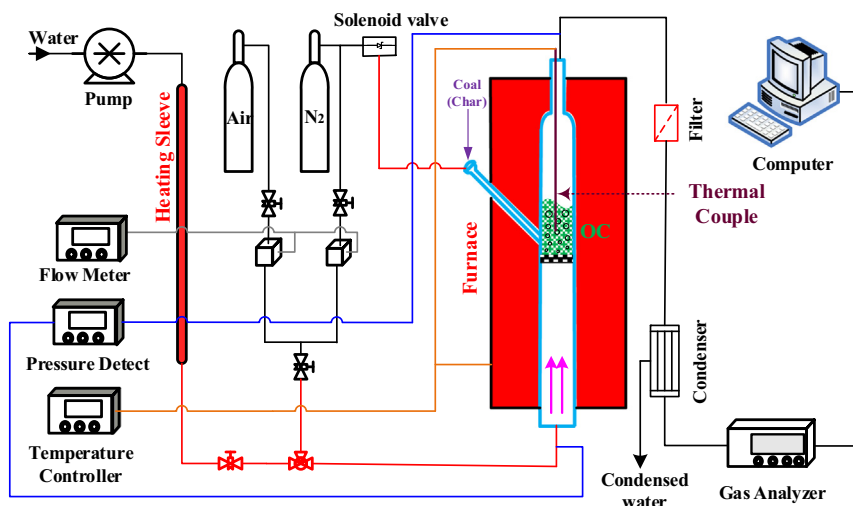 Solenoid valve
Water
Pump
Air
N2
Coal
(Char)
Heating Sleeve
Filter
Computer
Thermal
Couple
OC
Furnace
Flow Meter
Pressure Detect
Condenser
Temperature
Controller
Condensed
water
Gas Analyzer